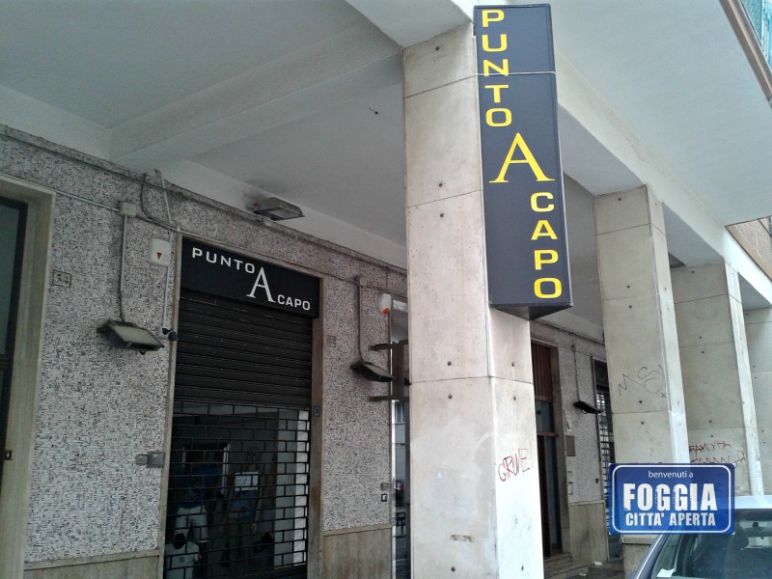 PUNTO
A
CAPO
PUNTO
A CAPO
benvenuti a
FOGGIA
CITTA' APERTA